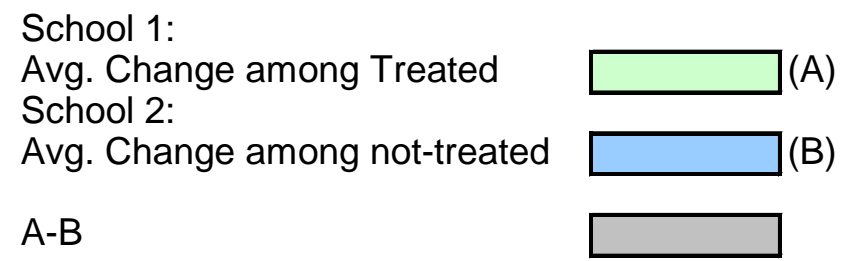 School 1:
Avg. Change among Treated (A)
School 2:
Avg. Change among not-treated (B)
A-B